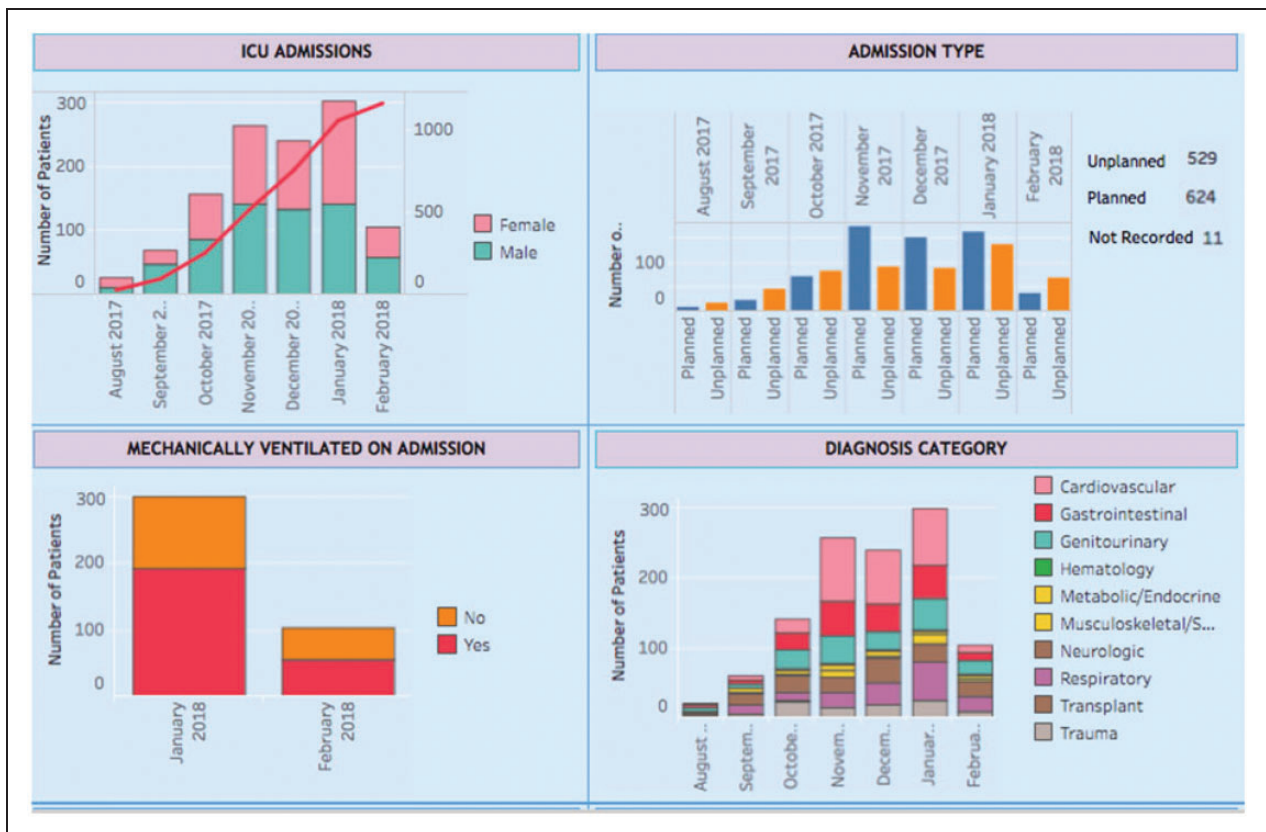 ICU ADMISSIONS
Number of Patients
300
200
100
0
1000
500
0
Female
Male
August 2017
September 2..
October 2017
November 20..
December 20..
January 2018
February 2018
ADMISSION TYPE
August 2017
September
2017
October 2017
November
2017
December
2017
January 2018
February
2018
Number o..
100
0
Planned
Unplanned
Planned
Unplanned
Planned
Unplanned
Planned
Unplanned
Planned
Unplanned
Planned
Unplanned
Planned
Unplanned
Unplanned 529
Planned 624
Not Recorded 11
MECHANICALLY VENTILATED ON ADMISSION
Number of Patients
300
200
100
0
No
Yes
January
2018
February
2018
DIAGNOSIS CATEGORY
Number of Patients
300
200
100
0
Cardiovascular
Gastrointestinal
Genitourinary
Hematology
Metabolic/Endocrine
Musculoskeletal/S...
Neurologic
Respiratory
Transplant
Trauma
August ..
Septem..
Octobe..
Novem..
Decem..
Januar..
Februa..